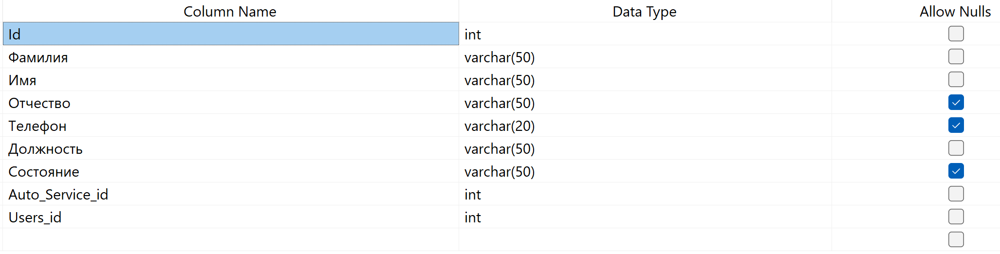 Column Name Data Type Allow Nulls
Id int
Фамилия varchar(50)
Имя varchar(50)
Отчество varchar(50)
Телефон varchar(20)
Должность varchar(50)
Состояние varchar(50)
Auto_Service_id int
Users_id int